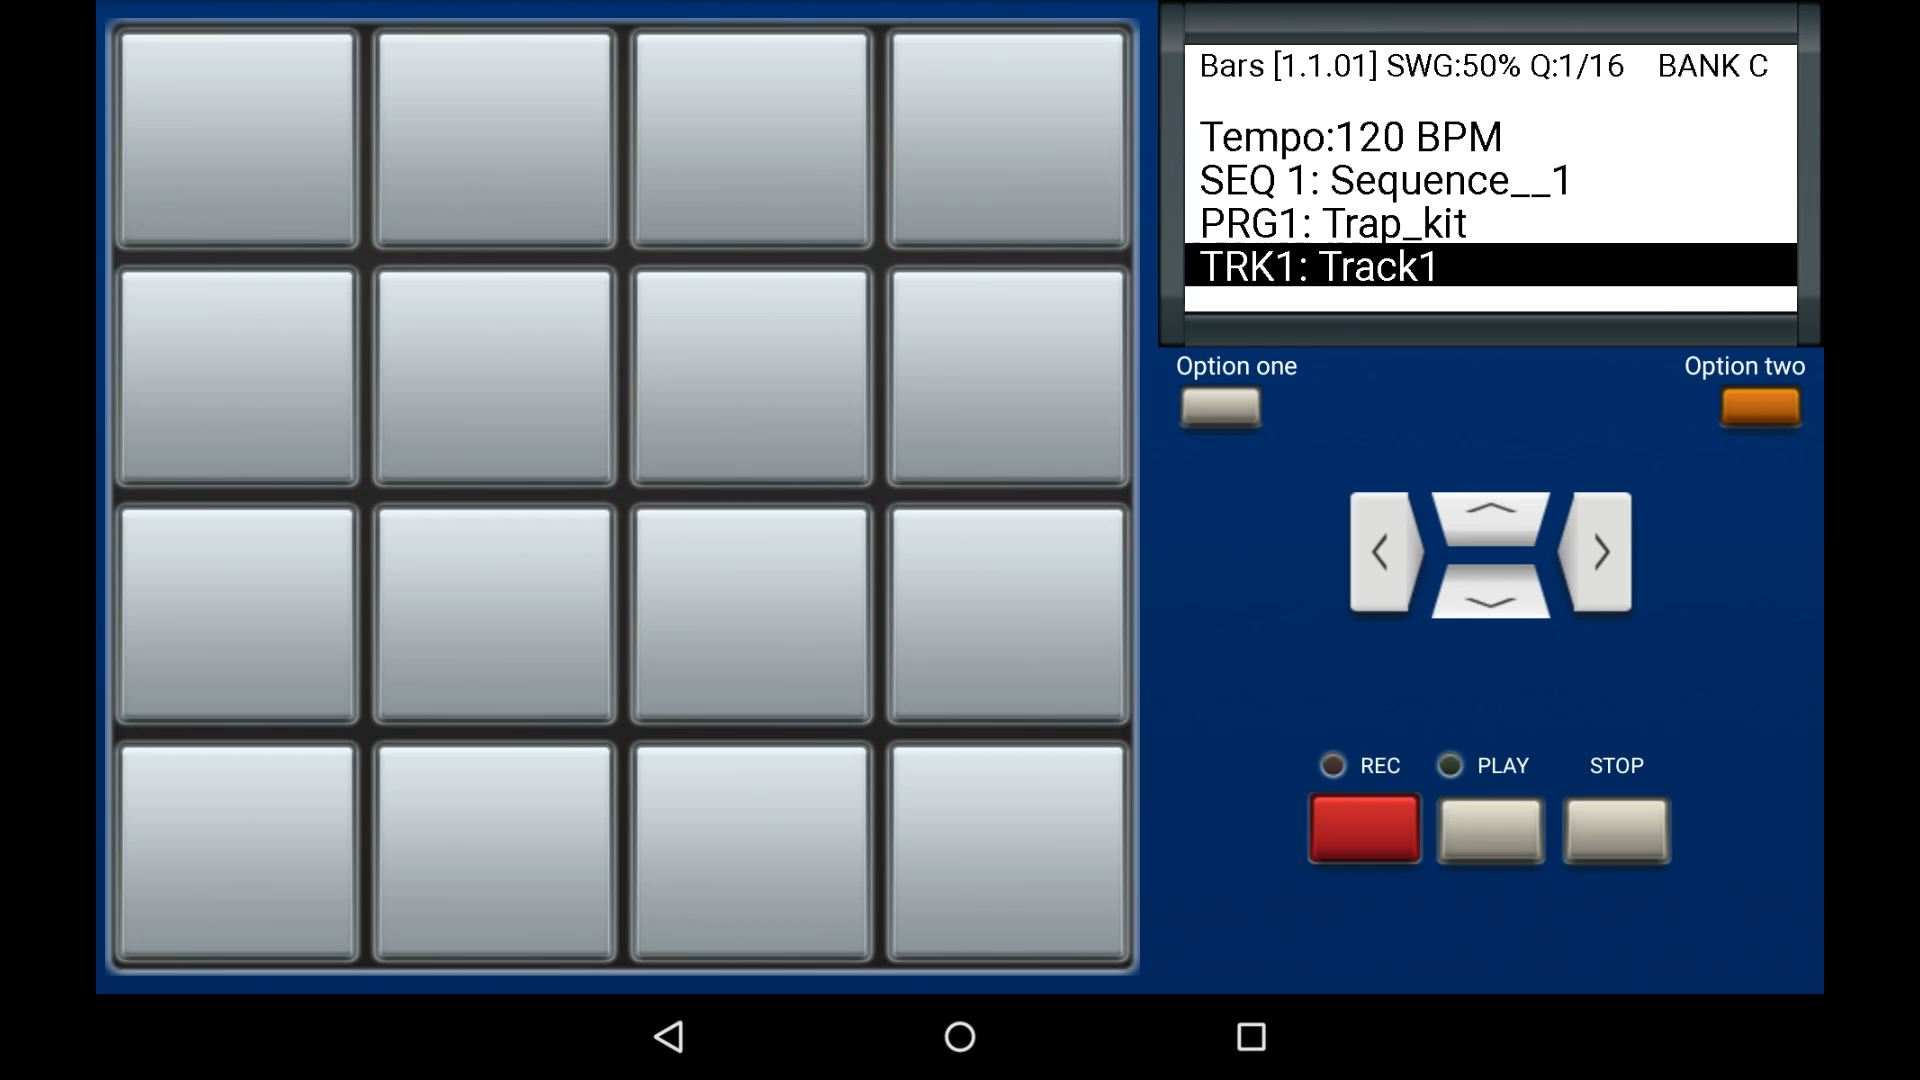 Bars [1.1.01] SWG:50% Q:1/16 BANK C
Tempo:120 BPM
SEQ 1: Sequence__1
PRG1: Trap_kit
TRK1: Track1
Option one Option two
REC PLAY STOP